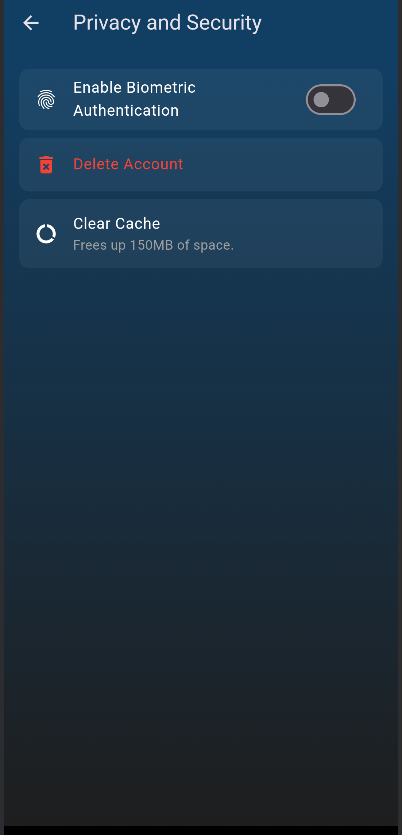 Privacy and Security
Enable Biometric
Authentication
Delete Account
Clear Cache
Frees up 150MB of space.